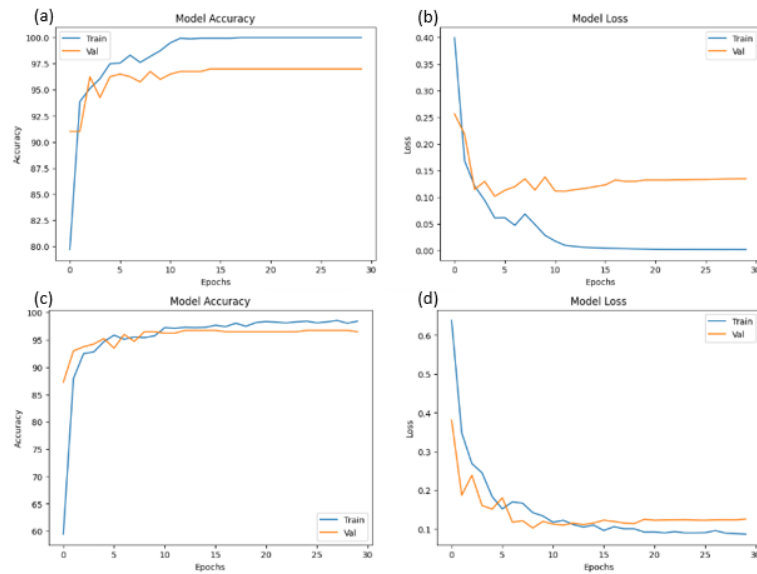 (a)
Model Accuracy
100.0
97.5
95.0
92.5
90.0
87.5
85.0
82.5
80.0
Accuracy
Train
Val
0 5 10 15 20 25 30
Epochs
(b)
Model Loss
0.40
0.35
0.30
0.25
0.20
0.15
0.10
0.05
0.00
Loss
Train
Val
0 5 10 15 20 25 30
Epochs
(c)
Model Accuracy
100
95
90
85
80
75
70
65
60
Accuracy
Train
Val
0 5 10 15 20 25 30
Epochs
(d)
Model Loss
0.6
0.5
0.4
0.3
0.2
0.1
Loss
Train
Val
0 5 10 15 20 25 30
Epochs